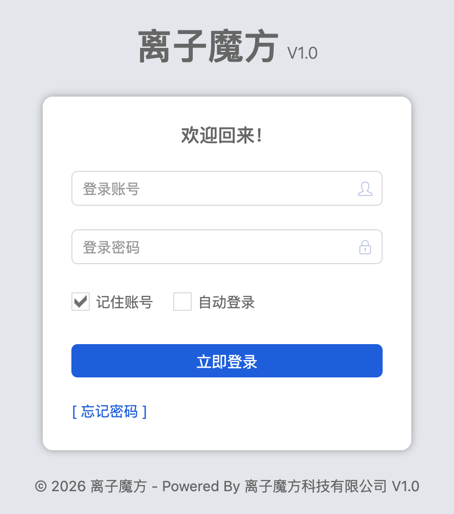 离子魔方 V1.0
欢迎回来!
登录账号
登录密码
记住账号 自动登录
立即登录
[ 忘记密码 ]
© 2026 离子魔方 - Powered By 离子魔方科技有限公司 V1.0